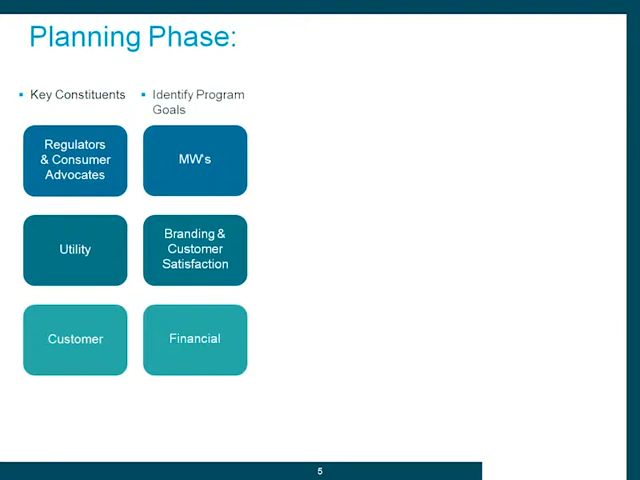 Planning Phase:
▪ Key Constituents
▪ Identify Program
Goals
Regulators
& Consumer
Advocates
MW's
Utility
Branding &
Customer
Satisfaction
Customer
Financial
5